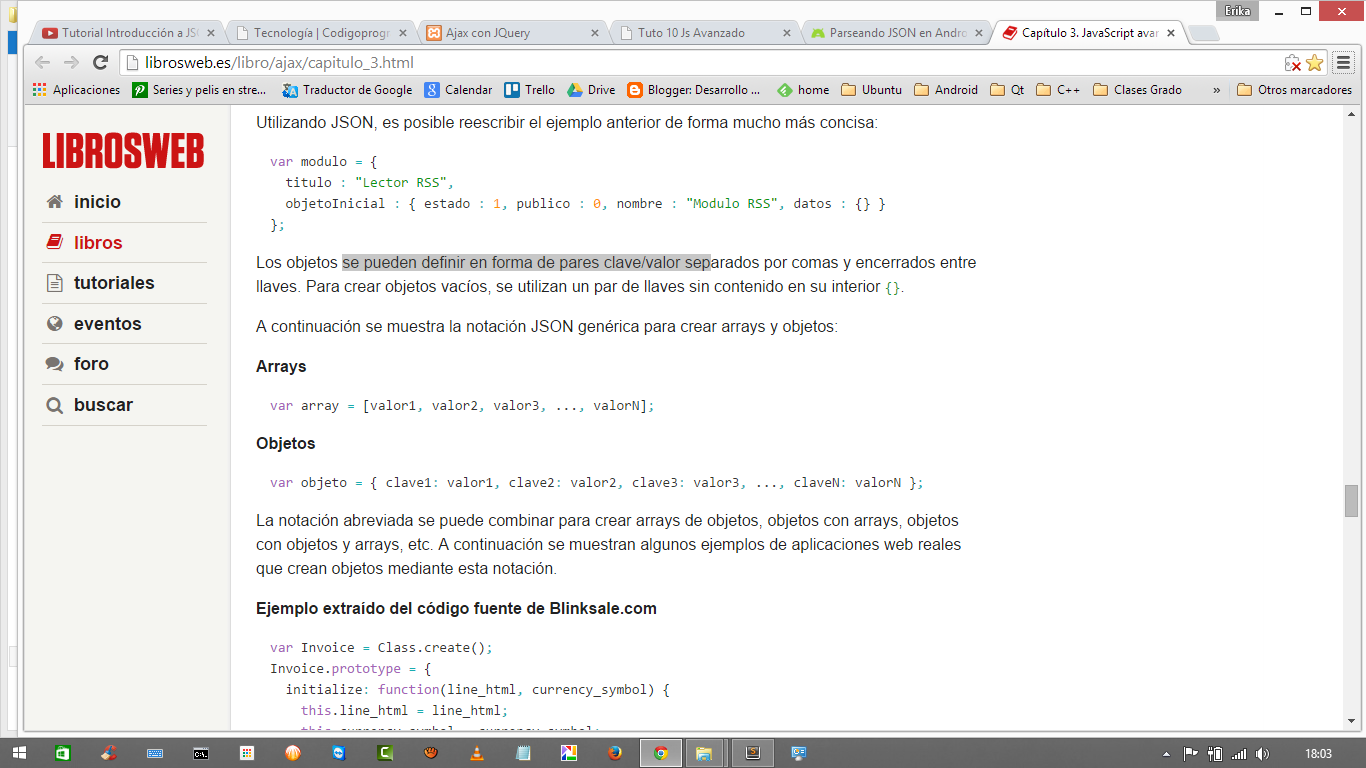 Erika
Tutorial Introducción a JS
Tecnología | Codigoprogr
Ajax con JQuery
Tuto 10 Js Avanzado
Parseando JSON en Andro
Capítulo 3. JavaScript avar
librosweb.es/libro/ajax/capitulo_3.html
Aplicaciones
Series y pelis en stre...
Traductor de Google
Calendar
Trello
Drive
Blogger: Desarrollo ...
home
Ubuntu
Android
Qt
C++
Clases Grado
»
Otros marcadores
LIBROSWEB
inicio
libros
tutoriales
eventos
foro
buscar
Utilizando JSON, es posible reescribir el ejemplo anterior de forma mucho más concisa:
var modulo = {
titulo : "Lector RSS",
objetoInicial : { estado : 1, publico : 0, nombre : "Modulo RSS", datos : {} }
};
Los objetos se pueden definir en forma de pares clave/valor separados por comas y encerrados entre
llaves. Para crear objetos vacíos, se utilizan un par de llaves sin contenido en su interior {}.
A continuación se muestra la notación JSON genérica para crear arrays y objetos:
Arrays
var array = [valor1, valor2, valor3, ..., valorN];
Objetos
var objeto = { clave1: valor1, clave2: valor2, clave3: valor3, ..., claveN: valorN };
La notación abreviada se puede combinar para crear arrays de objetos, objetos con arrays, objetos
con objetos y arrays, etc. A continuación se muestran algunos ejemplos de aplicaciones web reales
que crean objetos mediante esta notación.
Ejemplo extraído del código fuente de Blinksale.com
var Invoice = Class.create();
Invoice.prototype = {
initialize: function(line_html, currency_symbol) {
this.line_html = line_html;
this.currency_symbol = currency_symbol;
18:03